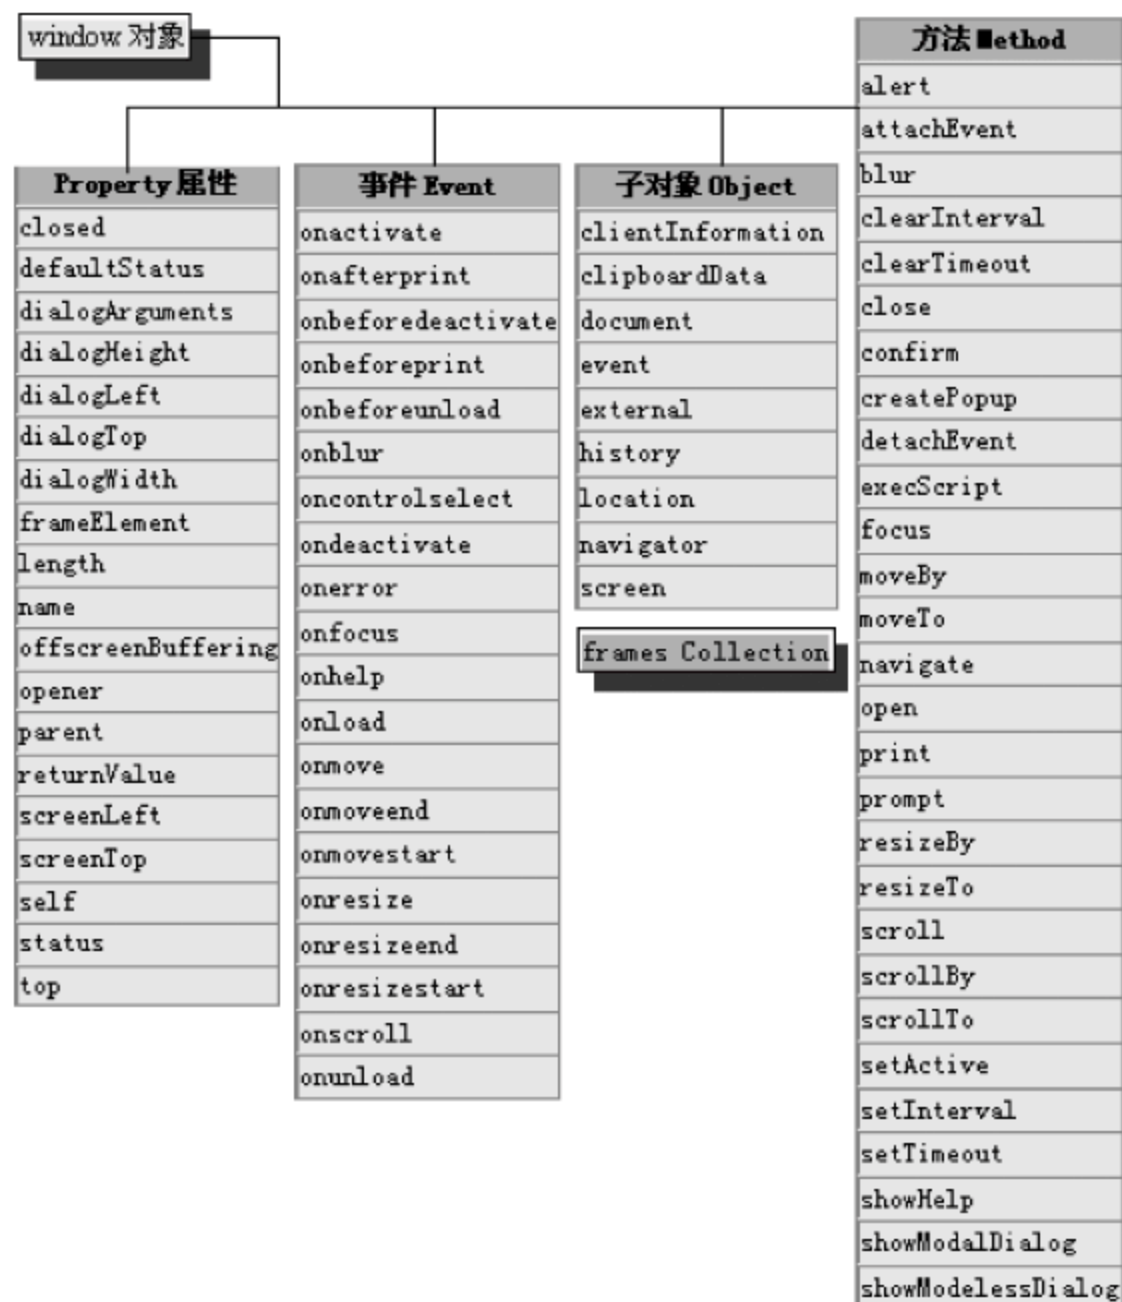 window 对象
Property 属性
closed
defaultStatus
dialogArguments
dialogHeight
dialogLeft
dialogTop
dialogWidth
frameElement
length
name
offscreenBuffering
opener
parent
returnValue
screenLeft
screenTop
self
status
top
事件 Event
onactivate
onafterprint
onbeforedeactivate
onbeforeprint
onbeforeunload
onblur
oncontrolselect
ondeactivate
onerror
onfocus
onhelp
onload
onmove
onmoveend
onmovestart
onresize
onresizeend
onresizestart
onscroll
onunload
子对象 Object
clientInformation
clipboardData
document
event
external
history
location
navigator
screen
frames Collection
方法 Method
alert
attachEvent
blur
clearInterval
clearTimeout
close
confirm
createPopup
detachEvent
execScript
focus
moveBy
moveTo
navigate
open
print
prompt
resizeBy
resizeTo
scroll
scrollBy
scrollTo
setActive
setInterval
setTimeout
showHelp
showModalDialog
showModelessDialog